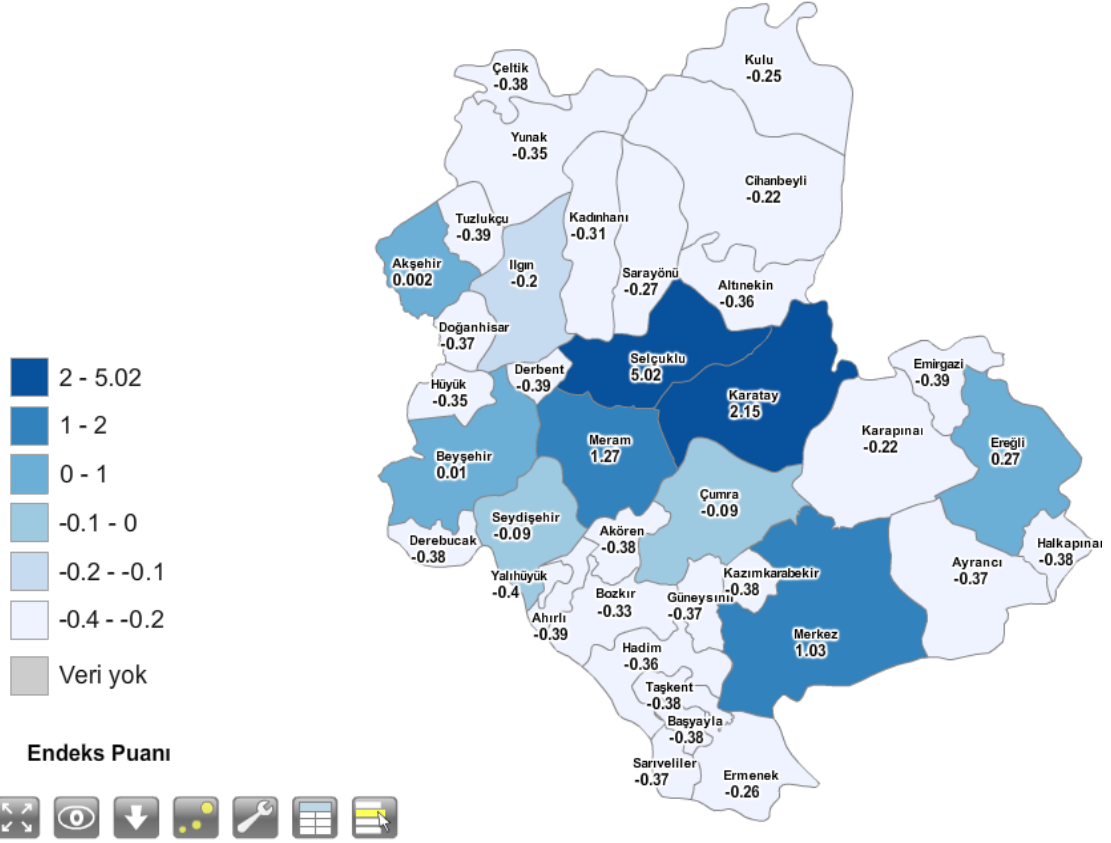 Kulu
-0.25
Çeltik
-0.38
Yunak
-0.35
Cihanbeyli
-0.22
Tuzlukçu
-0.39
Kadınhanı
-0.31
Akşehir
0.002
Ilgın
-0.2
Sarayönü
-0.27
Altınekin
-0.36
Doğanhisar
-0.37
Selçuklu
5.02
Derbent
-0.39
Emirgazi
-0.39
Hüyük
-0.35
Karatay
2.15
Karapınaı
-0.22
Meram
1.27
Ereğli
0.27
Beyşehir
0.01
Çumra
-0.09
Seydişehir
-0.09
Akören
-0.38
Derebucak
-0.38
Halkapınaı
-0.38
Ayrancı
-0.37
Yalıhüyük
-0.4
Kazımkarabekir
-0.38
Bozkır
-0.33
Güneysınıı
-0.37
Ahırlı
-0.39
Merkez
1.03
Hadim
-0.36
Taşkent
-0.38
Başyayla
-0.38
Sarıveliler
-0.37
Ermenek
-0.26
2 - 5.02
1 - 2
0 - 1
-0.1 - 0
-0.2 - -0.1
-0.4 - -0.2
Veri yok
Endeks Puanı